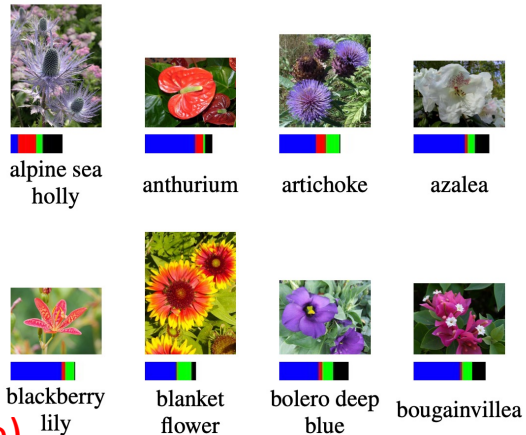 alpine sea
holly
anthurium
artichoke
azalea
blackberry
lily
blanket
flower
bolero deep
blue
bougainvillea